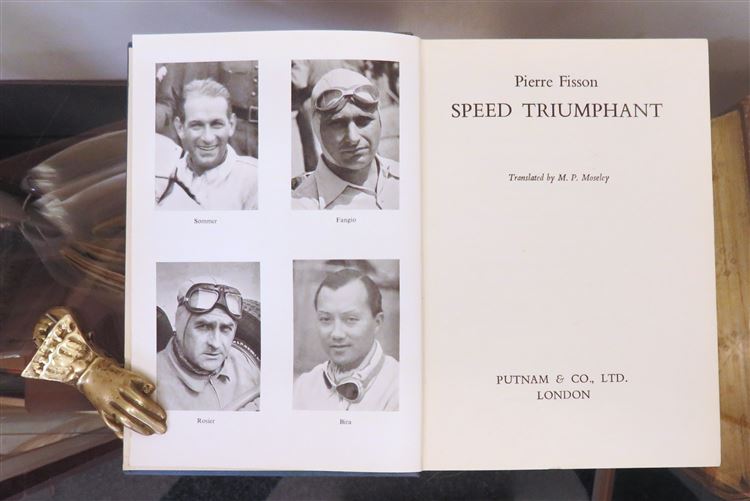 Sommer
Fangio
Rosier
Bira
Pierre Fisson
SPEED TRIUMPHANT
Translated by M. P. Moseley
PUTNAM & CO., LTD.
LONDON